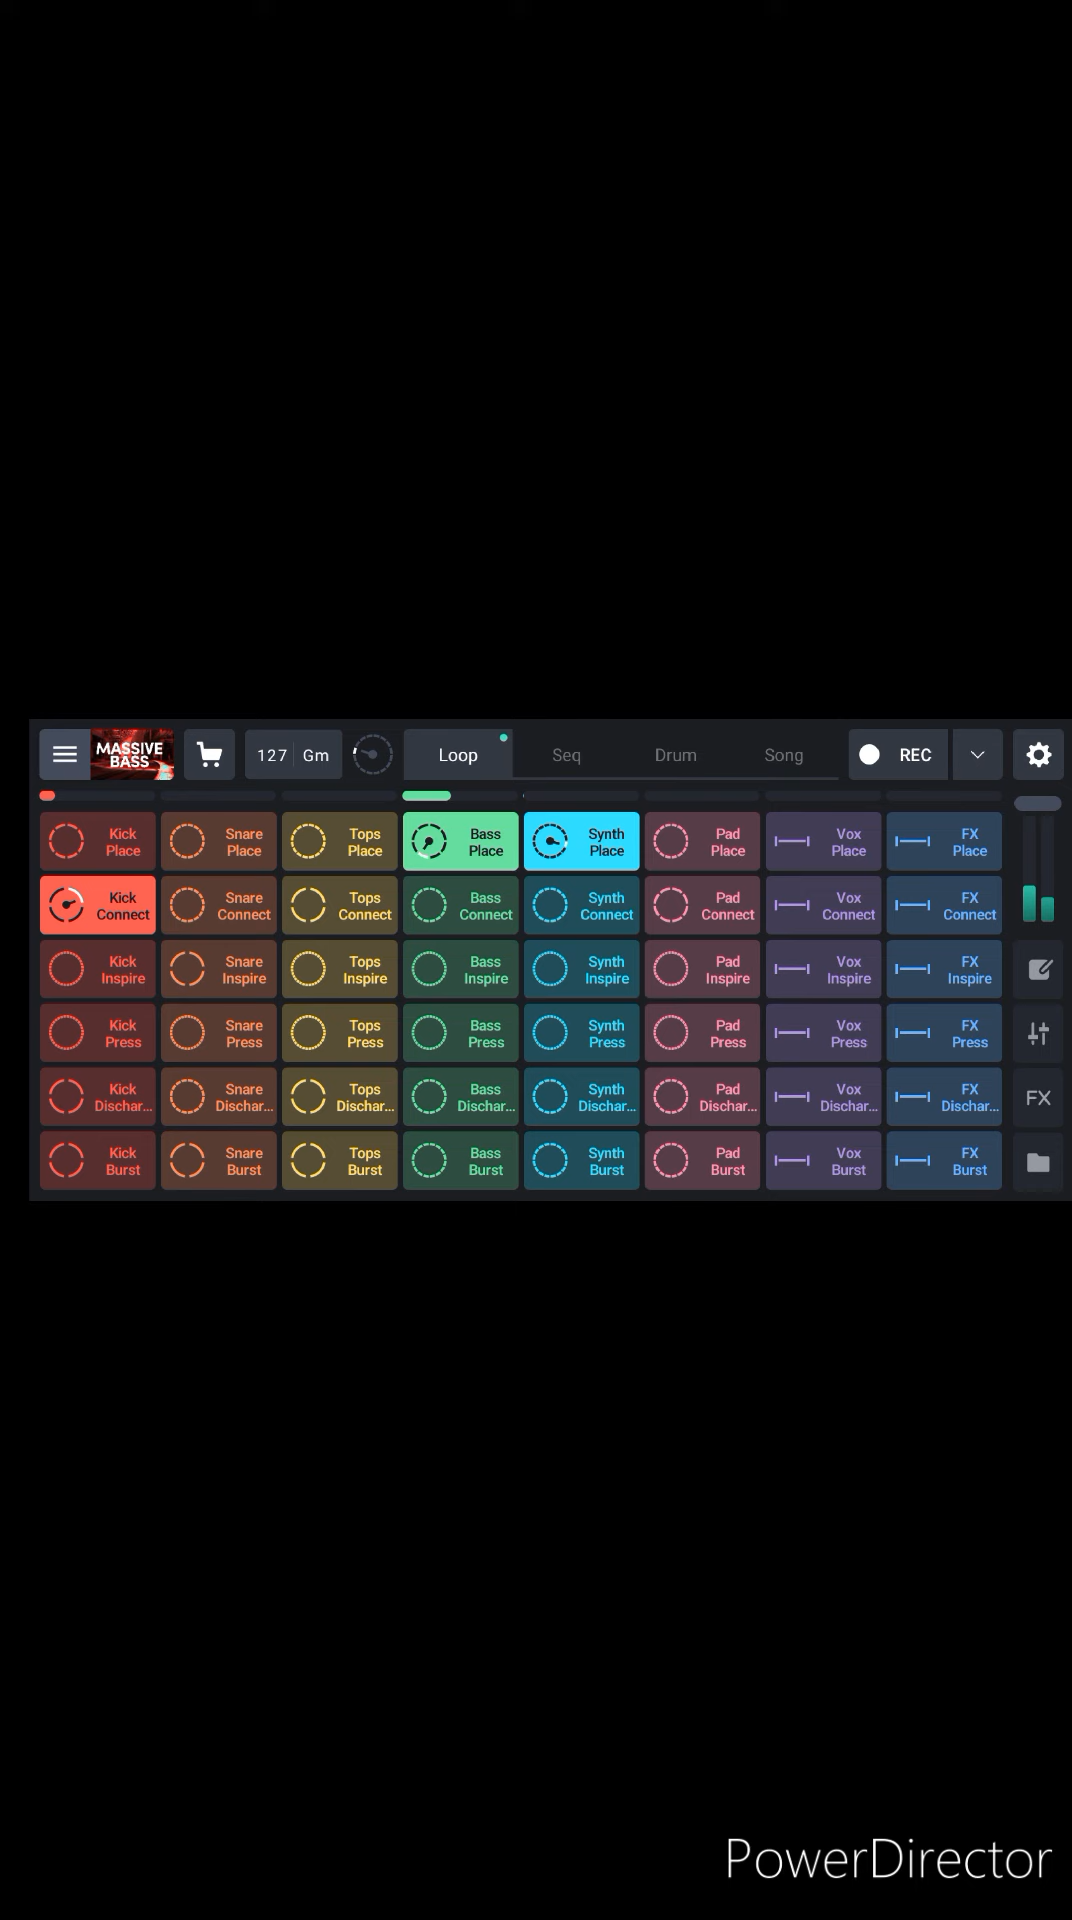 MASSIVE
BASS
127 Gm
Loop
Seq
Drum
Song
REC
Kick
Place
Snare
Place
Tops
Place
Bass
Place
Synth
Place
Pad
Place
Vox
Place
FX
Place
Kick
Connect
Snare
Connect
Tops
Connect
Bass
Connect
Synth
Connect
Pad
Connect
Vox
Connect
FX
Connect
Kick
Inspire
Snare
Inspire
Tops
Inspire
Bass
Inspire
Synth
Inspire
Pad
Inspire
Vox
Inspire
FX
Inspire
Kick
Press
Snare
Press
Tops
Press
Bass
Press
Synth
Press
Pad
Press
Vox
Press
FX
Press
Kick
Dischar...
Snare
Dischar...
Tops
Dischar...
Bass
Dischar...
Synth
Dischar...
Pad
Dischar...
Vox
Dischar...
FX
Dischar...
FX
Kick
Burst
Snare
Burst
Tops
Burst
Bass
Burst
Synth
Burst
Pad
Burst
Vox
Burst
FX
Burst
PowerDirector